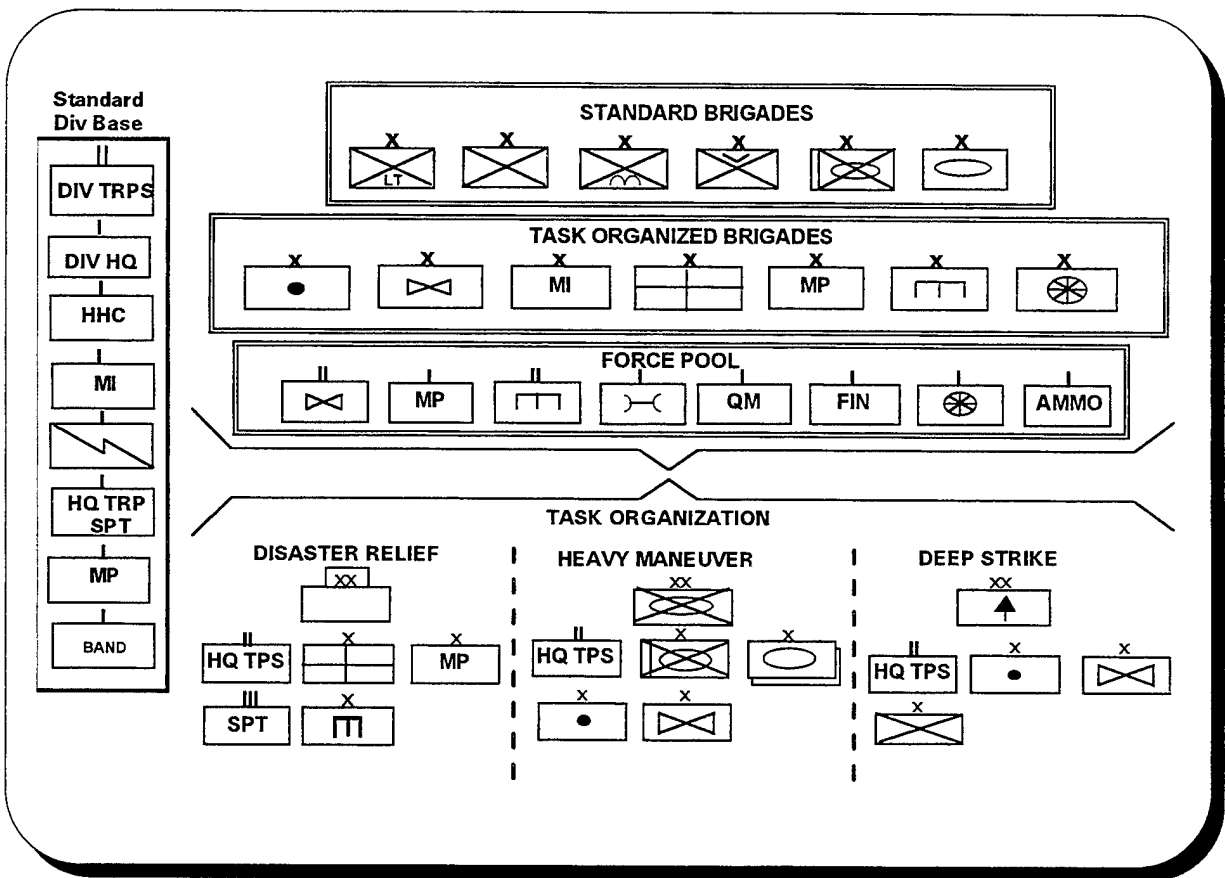 Standard
Div Base
DIV TRPS
DIV HQ
HHC
MI
HQ TRP
SPT
MP
BAND
STANDARD BRIGADES
X X X X X X
LT
TASK ORGANIZED BRIGADES
X X X X X X X
MI MP
FORCE POOL
II I II I I I I I
MP QM FIN AMMO
TASK ORGANIZATION
DISASTER RELIEF
XX
II X X
HQ TPS MP
III X
SPT
HEAVY MANEUVER
XX
II X X
HQ TPS
X X
DEEP STRIKE
XX
II X X
HQ TPS
X